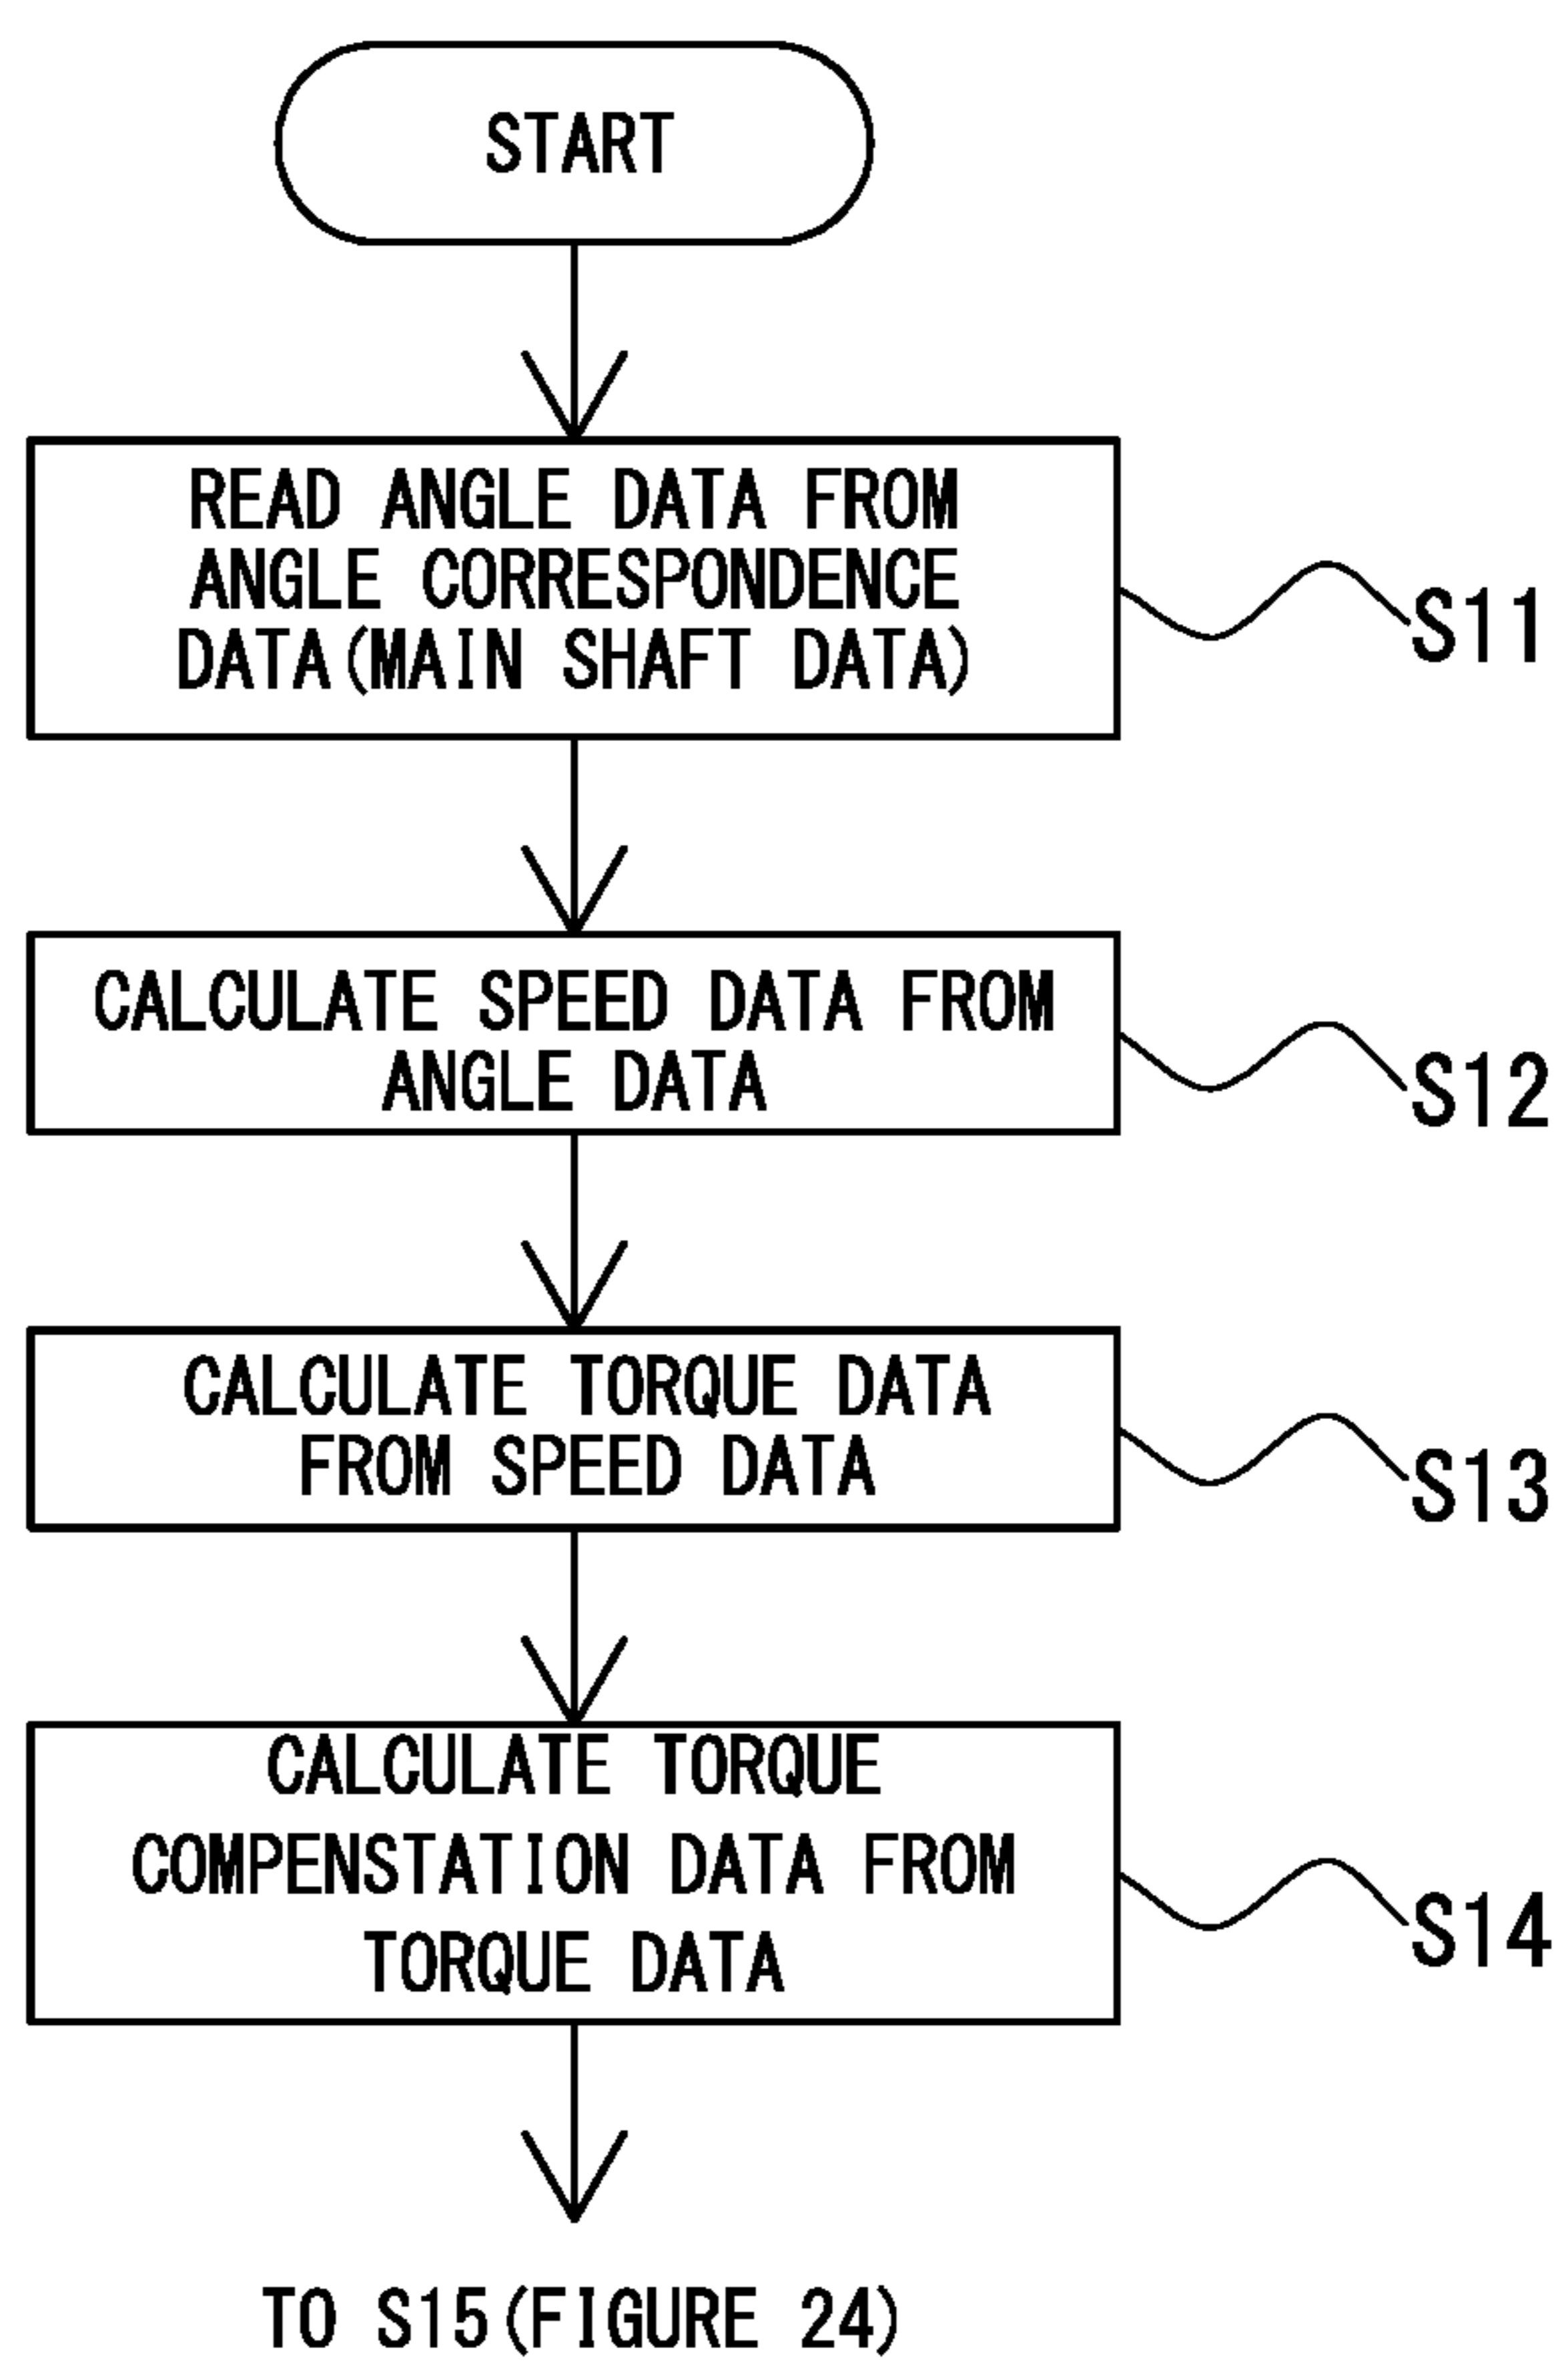 START
READ ANGLE DATA FROM
ANGLE CORRESPONDENCE
DATA(MAIN SHAFT DATA)
S11
CALCULATE SPEED DATA FROM
ANGLE DATA
S12
CALCULATE TORQUE DATA
FROM SPEED DATA
S13
CALCULATE TORQUE
COMPENSTATION DATA FROM
TORQUE DATA
S14
TO S15(FIGURE 24)